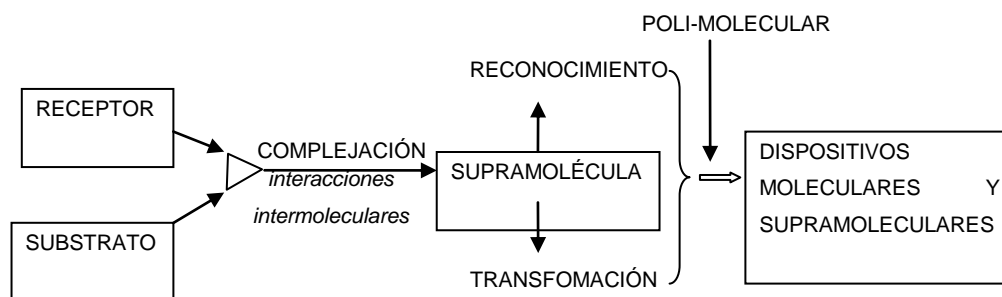 POLI-MOLECULAR
RECONOCIMIENTO
RECEPTOR
COMPLEJACIÓN
interacciones
intermoleculares
SUPRAMOLÉCULA
DISPOSITIVOS
MOLECULARES Y
SUPRAMOLECULARES
SUBSTRATO
TRANSFOMACIÓN